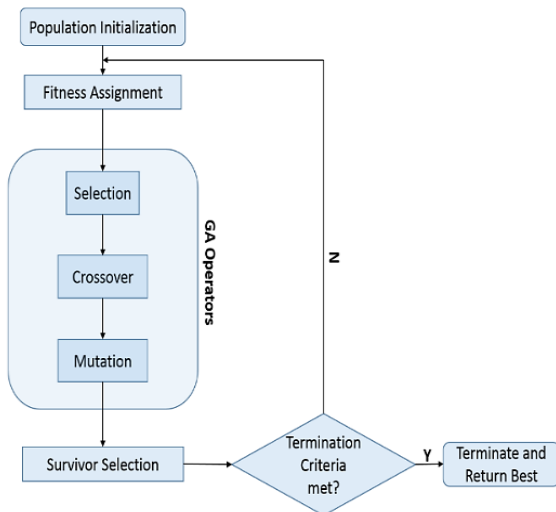 Population Initialization
Fitness Assignment
Selection
GA Operators
Crossover
N
Mutation
Survivor Selection
Termination
Criteria
met?
Y
Terminate and
Return Best